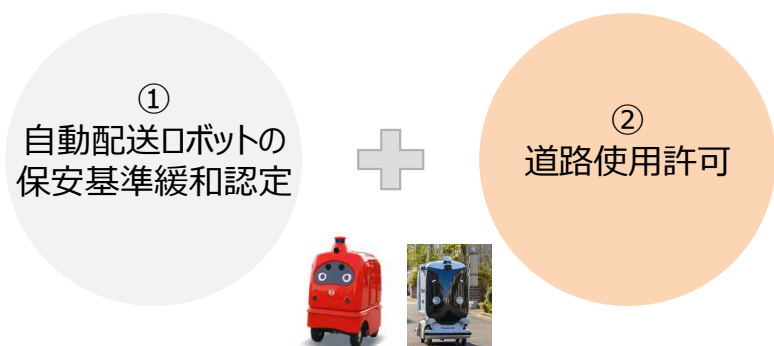 ①
自動配送ロボットの
保安基準緩和認定
②
道路使用許可